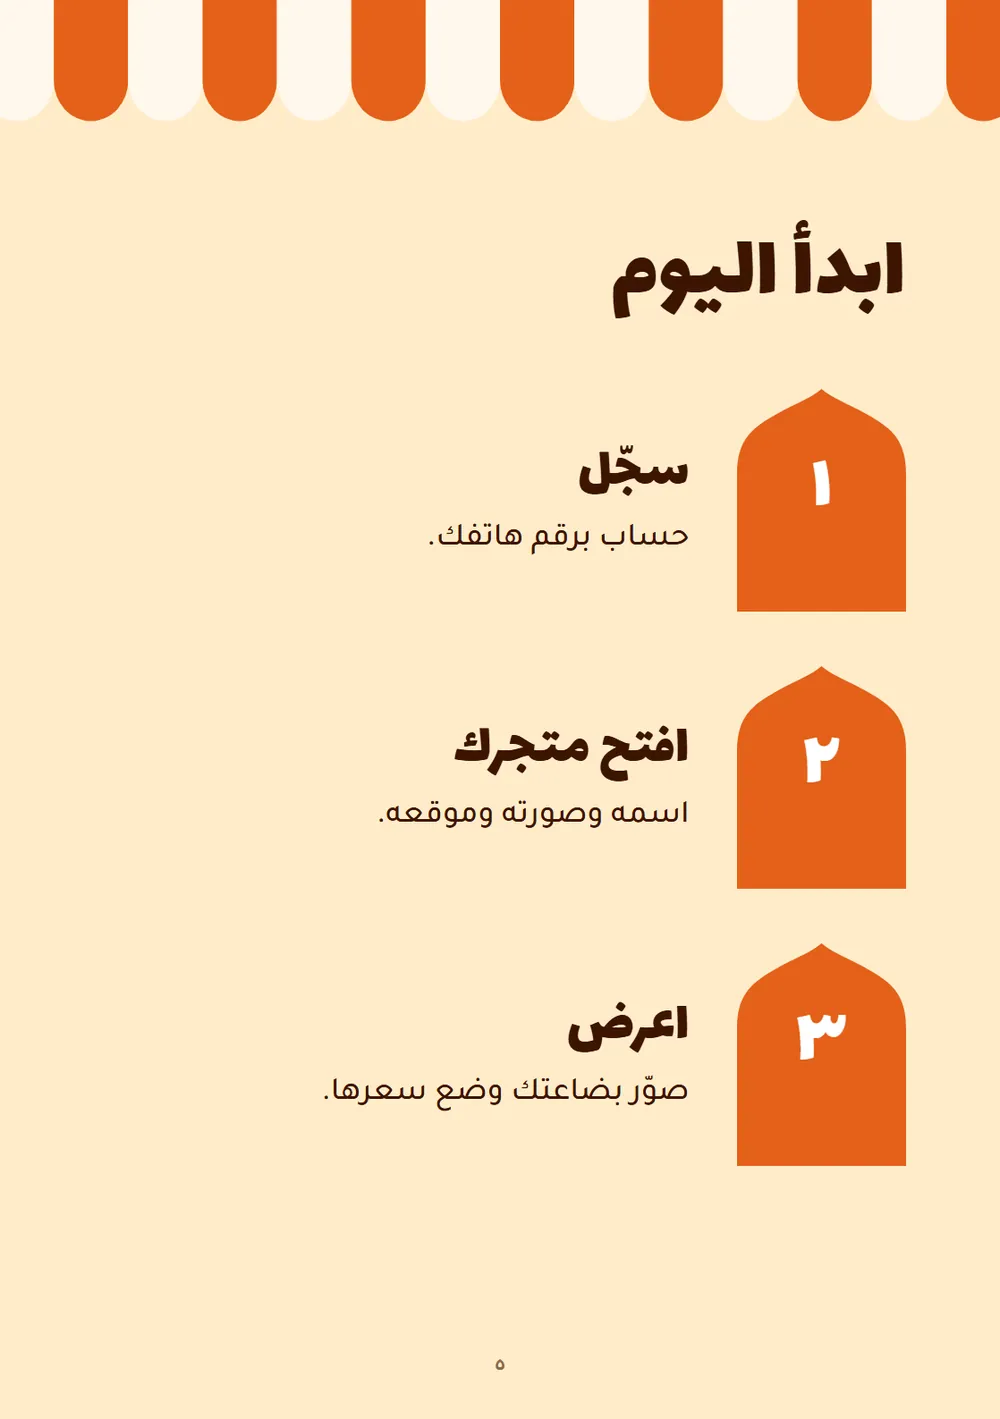 ابدأ اليوم
١
سجّل
حساب برقم هاتفك.
٢
افتح متجرك
اسمه وصورته وموقعه.
٣
اعرض
صوّر بضاعتك وضع سعرها.
٥